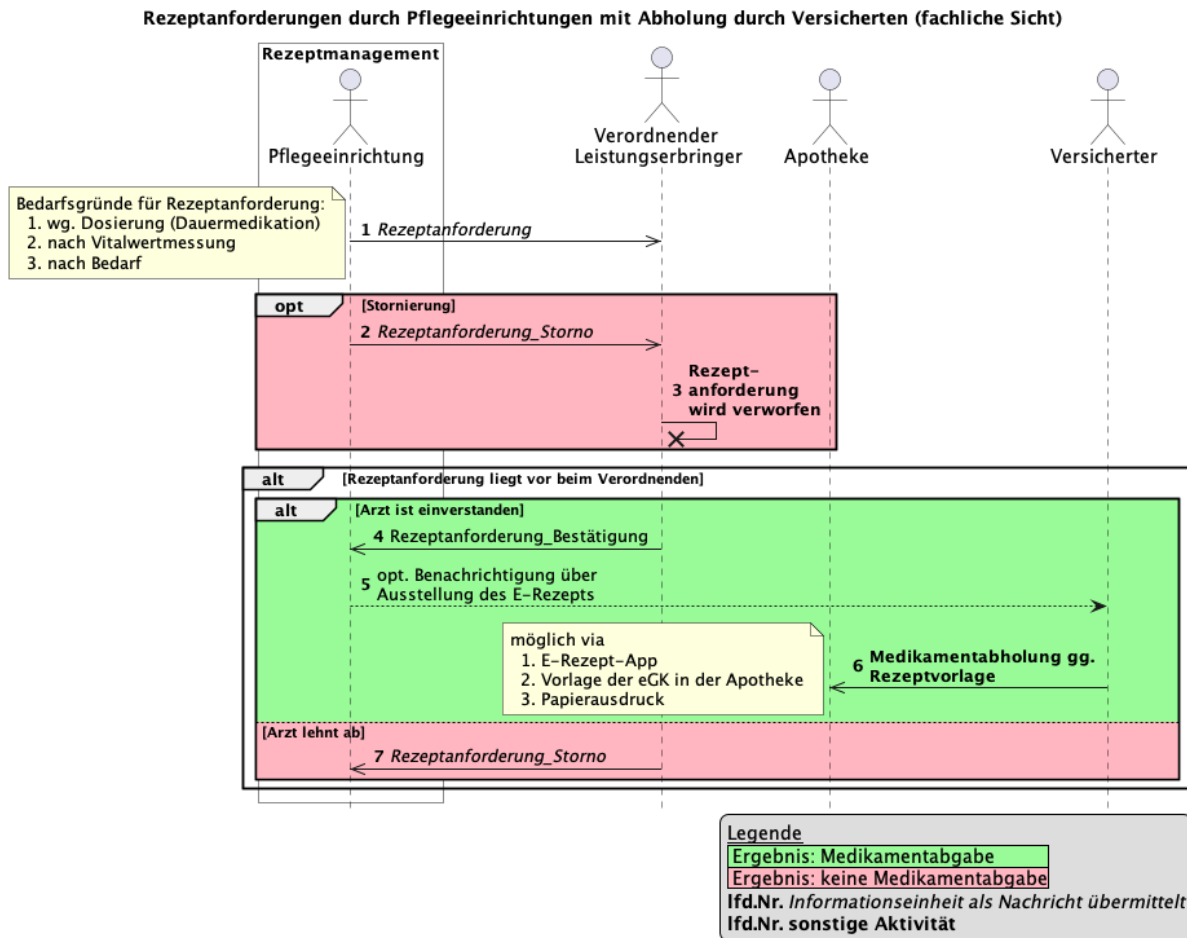 Rezeptanforderungen durch Pflegeeinrichtungen mit Abholung durch Versicherten (fachliche Sicht)
Rezeptmanagement
Pflegeeinrichtung
Verordnender
Leistungserbringer
Apotheke
Versicherter
Bedarfsgründe für Rezeptanforderung:
1. wg. Dosierung (Dauermedikation)
2. nach Vitalwertmessung
3. nach Bedarf
1 Rezeptanforderung
opt [Stornierung]
2 Rezeptanforderung_Storno
Rezept-
3 anforderung
wird verworfen
alt [Rezeptanforderung liegt vor beim Verordnenden]
alt [Arzt ist einverstanden]
4 Rezeptanforderung_Bestätigung
5 opt. Benachrichtigung über
Ausstellung des E-Rezepts
möglich via
1. E-Rezept-App
2. Vorlage der eGK in der Apotheke
3. Papierausdruck
6 Medikamentabholung gg.
Rezeptvorlage
[Arzt lehnt ab]
7 Rezeptanforderung_Storno
Legende
Ergebnis: Medikamentabgabe
Ergebnis: keine Medikamentabgabe
lfd.Nr. Informationseinheit als Nachricht übermittelt
lfd.Nr. sonstige Aktivität